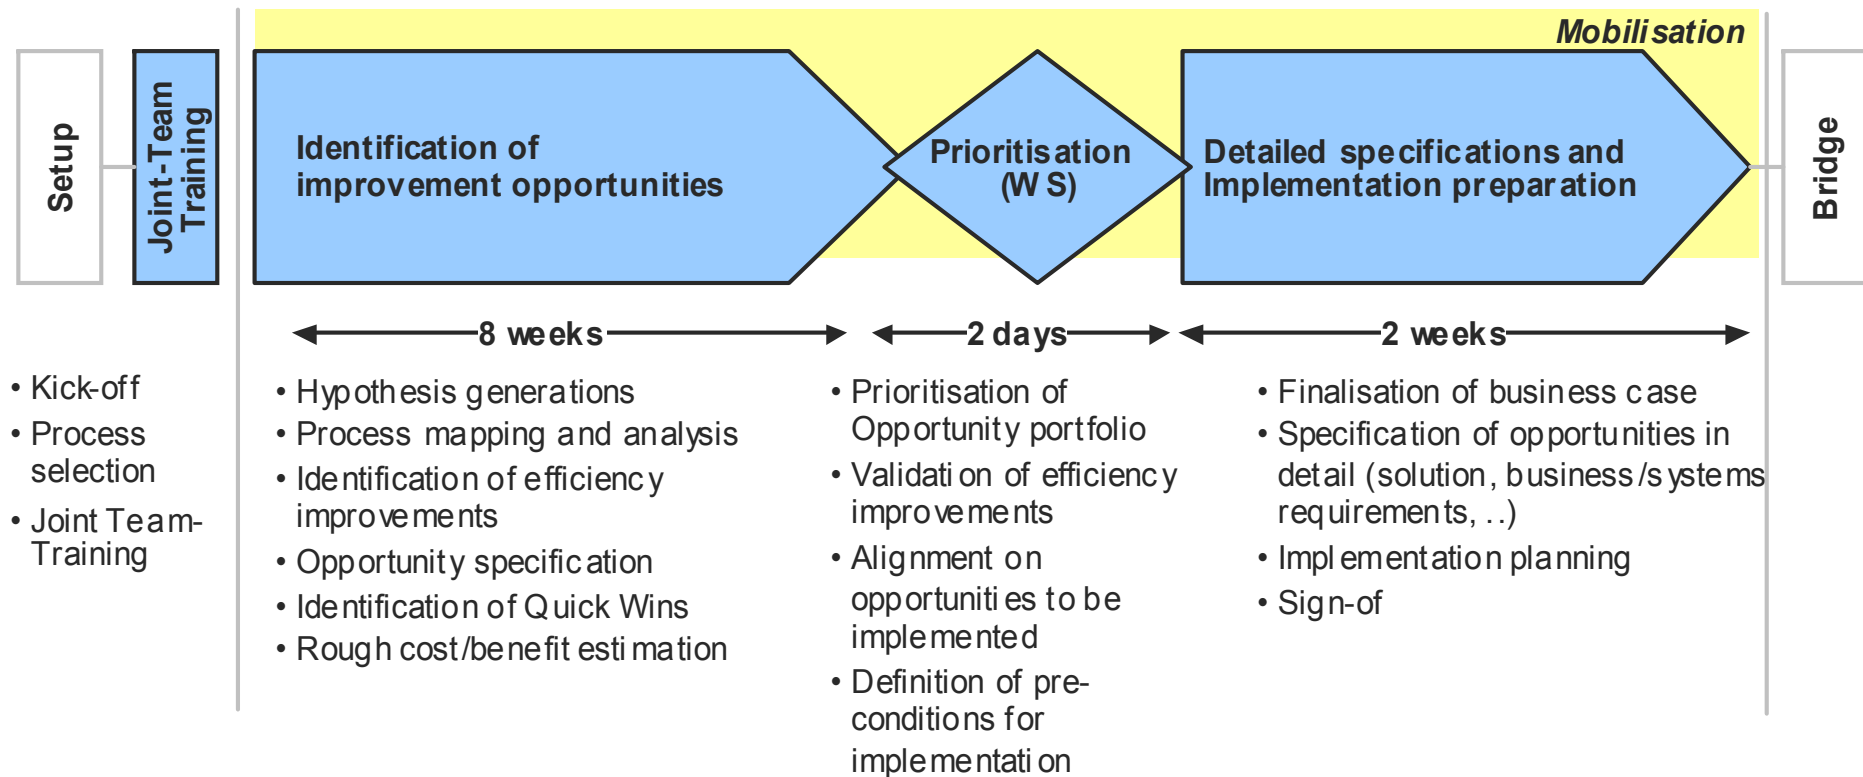 Mobilisation
Setup
Joint-Team
Training
Identification of
improvement opportunities
Prioritisation
(WS)
Detailed specifications and
Implementation preparation
Bridge
8 weeks
2 days
2 weeks
• Kick-off
• Process
selection
• Joint Team-
Training
• Hypothesis generations
• Process mapping and analysis
• Identification of efficiency
improvements
• Opportunity specification
• Identification of Quick Wins
• Rough cost/benefit estimation
• Prioritisation of
Opportunity portfolio
• Validation of efficiency
improvements
• Alignment on
opportunities to be
implemented
• Definition of pre-
conditions for
implementation
• Finalisation of business case
• Specification of opportunities in
detail (solution, business/systems
requirements, ..)
• Implementation planning
• Sign-of